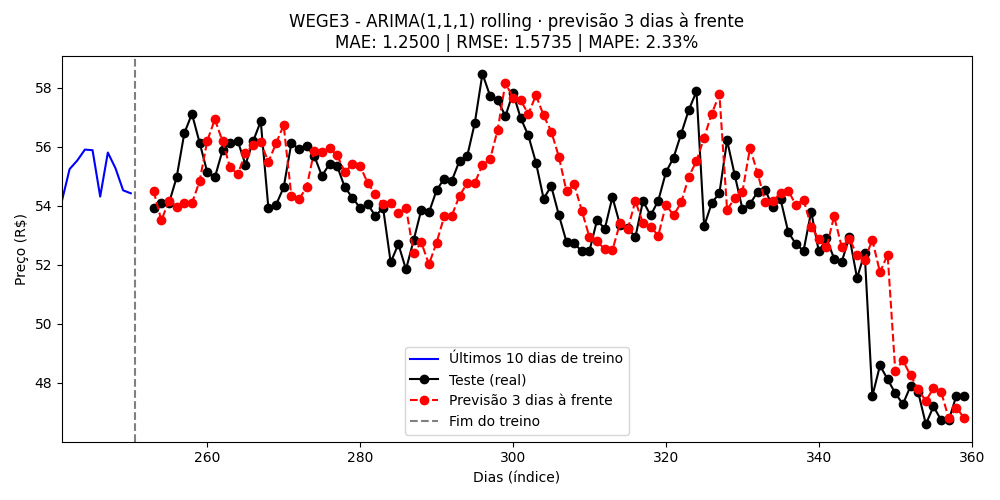 WEGE3 - ARIMA(1,1,1) rolling · previsão 3 dias à frente
MAE: 1.2500 | RMSE: 1.5735 | MAPE: 2.33%
Preço (R$)
58
56
54
52
50
48
Últimos 10 dias de treino
Teste (real)
Previsão 3 dias à frente
Fim do treino
260
280
300
320
340
360
Dias (índice)